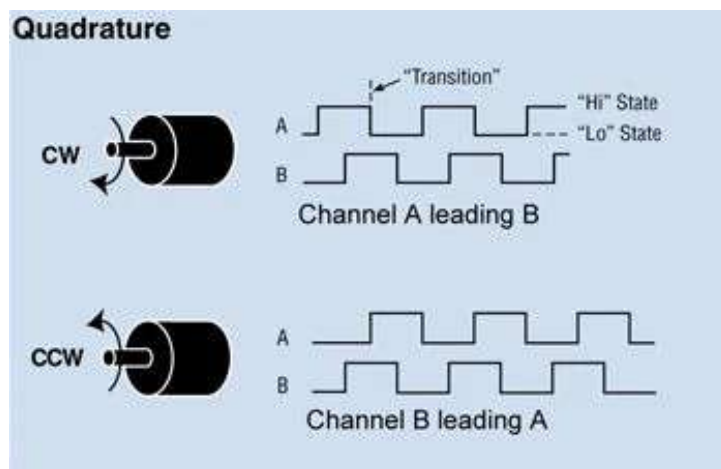 Quadrature
"Transition"
A
"Hi" State
"Lo" State
CW
B
Channel A leading B
A
CCW
B
Channel B leading A